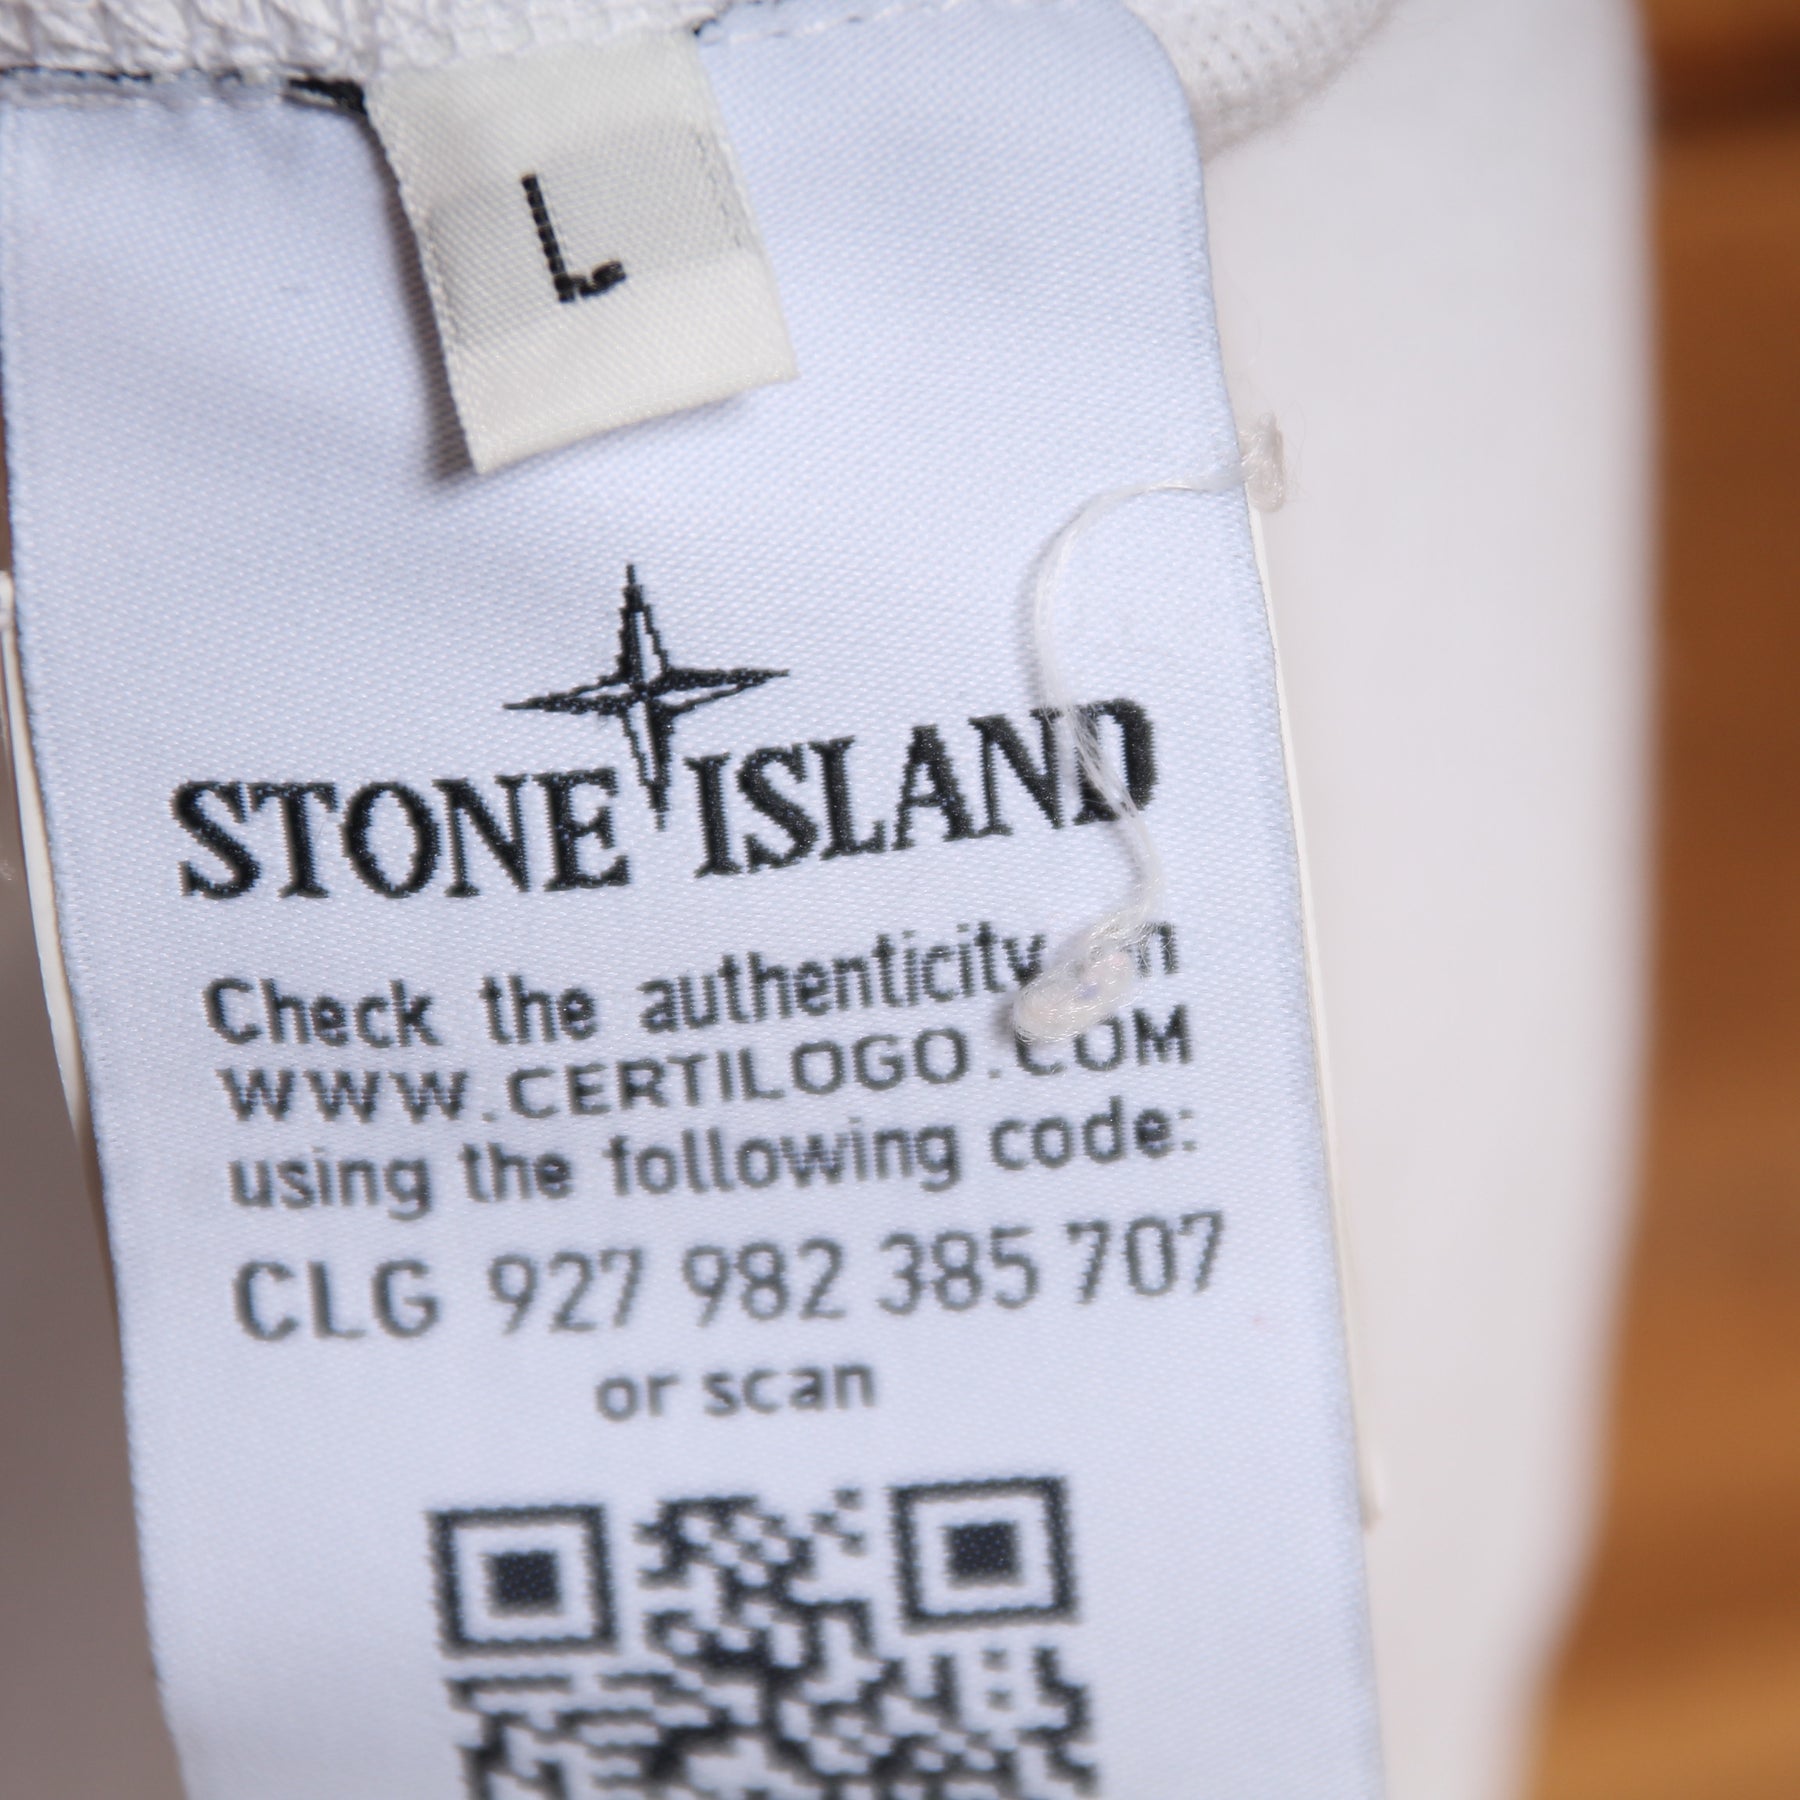 L
STONE ISLAND
Check the authenticity on
WWW.CERTILOGO.COM
using the following code:
CLG 927 982 385 707
or scan